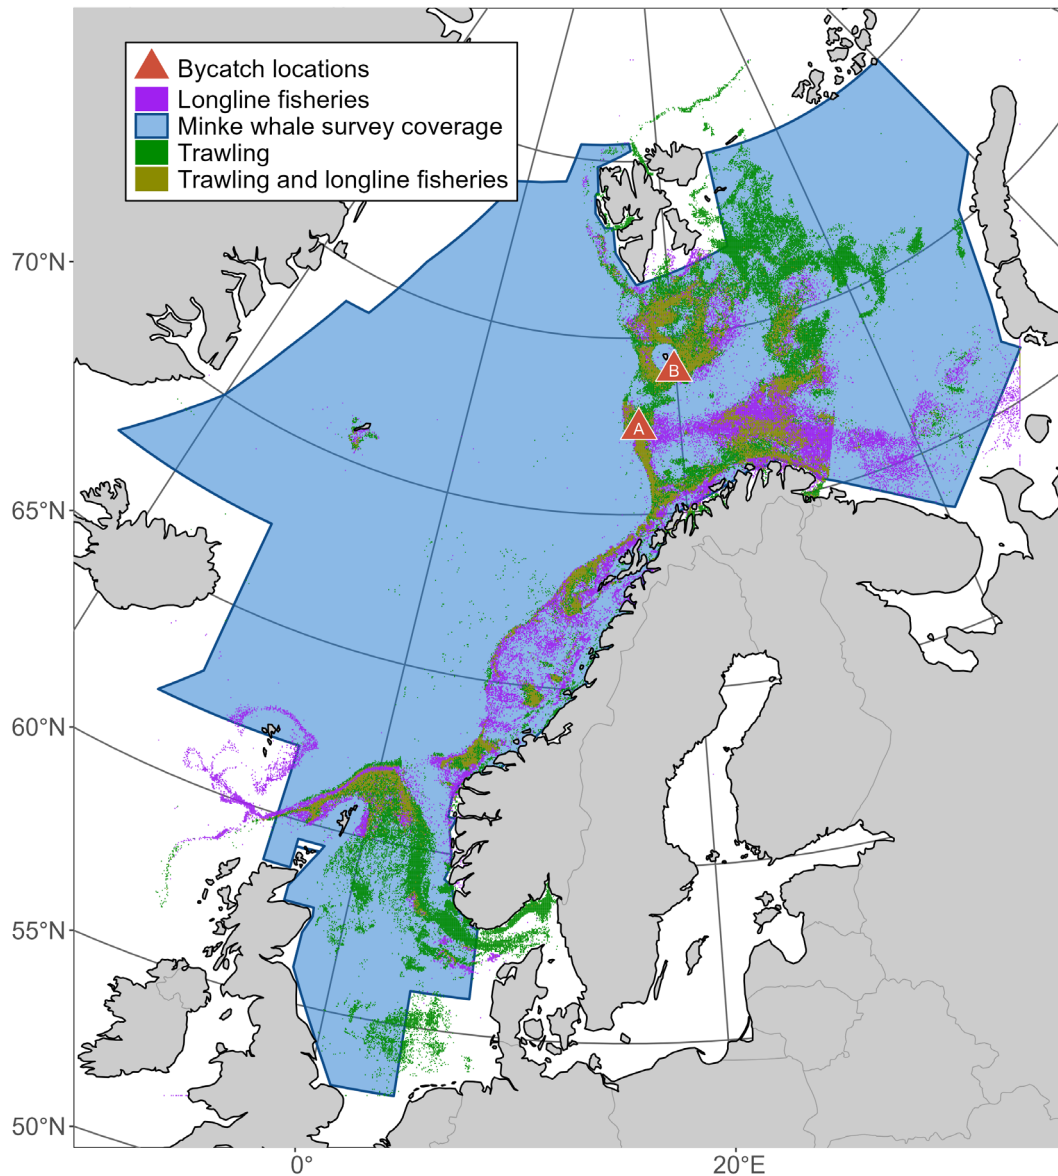 Bycatch locations
Longline fisheries
Minke whale survey coverage
Trawling
Trawling and longline fisheries
70°N
B
A
65°N
60°N
55°N
50°N
0°
20°E